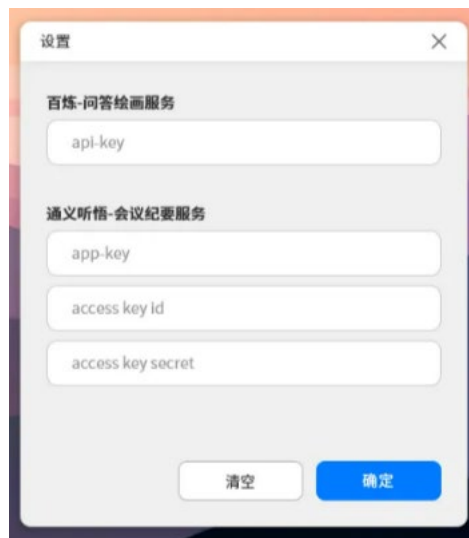 设置
百炼-问答绘画服务
api-key
通义听悟-会议纪要服务
app-key
access key id
access key secret
清空
确定